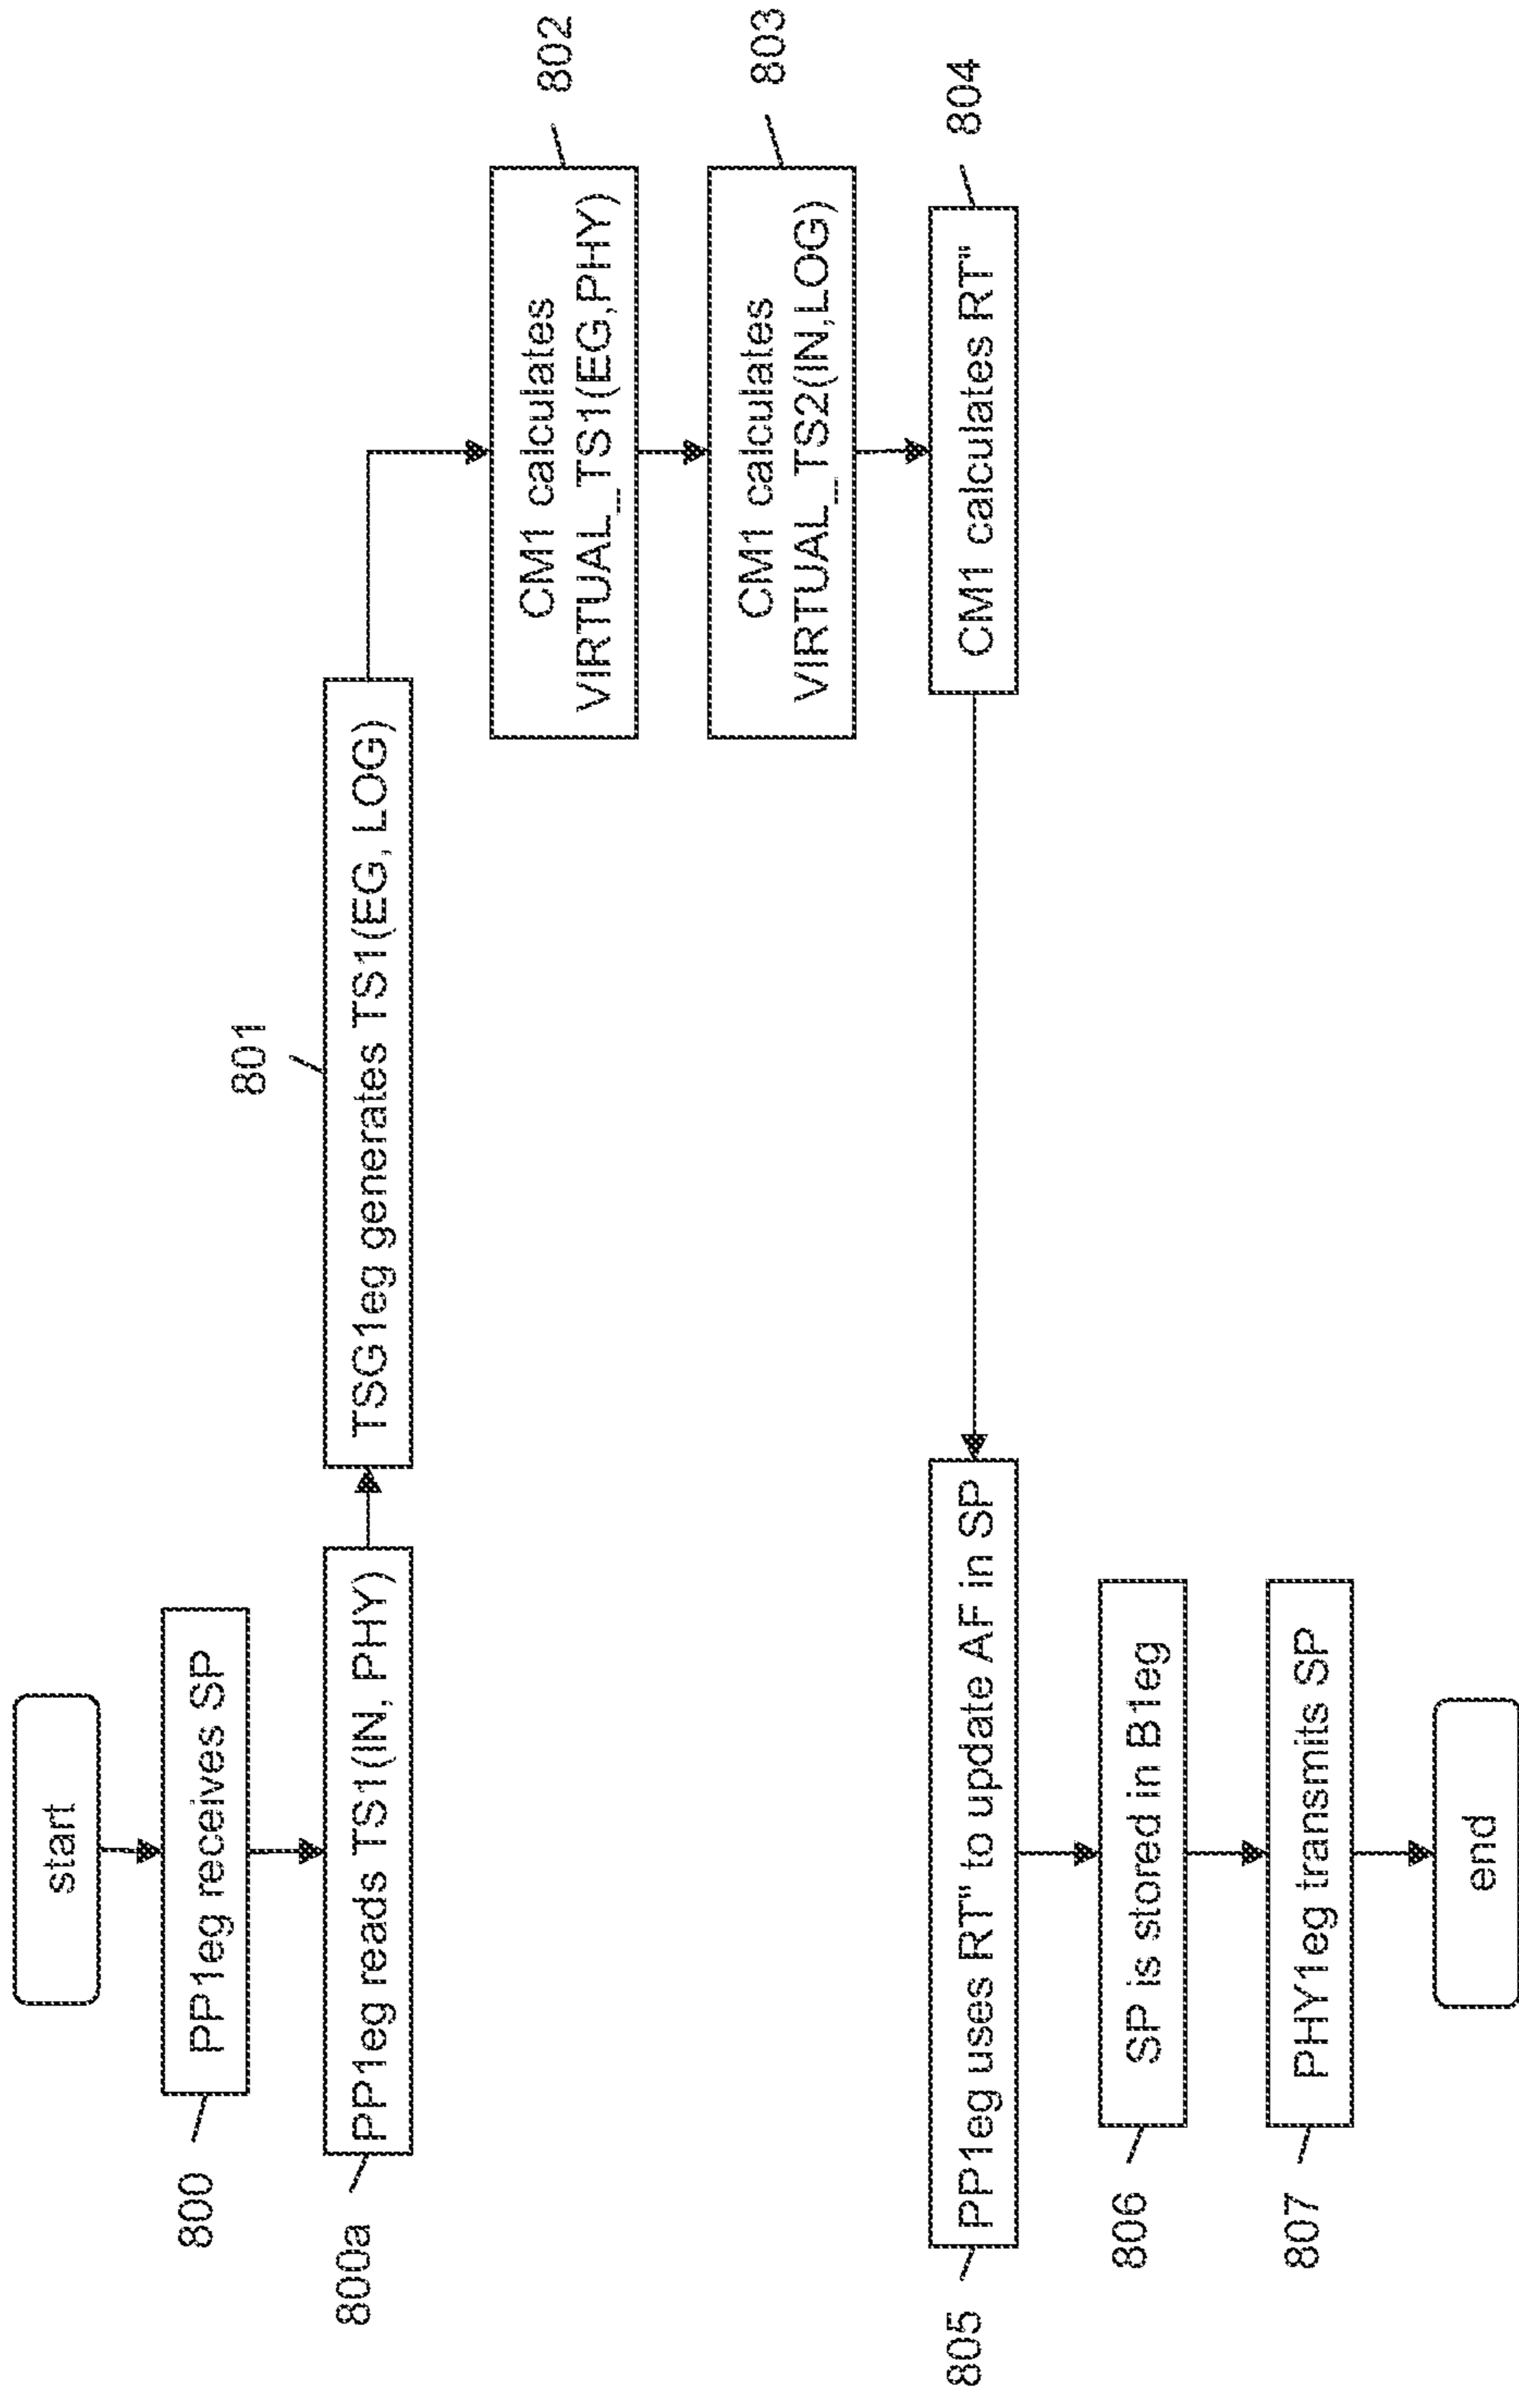 start
800
PP1eg receives SP
800a
PP1eg reads TS1(IN, PHY)
801
TSG1eg generates TS1(EG, LOG)
802
CM1 calculates
VIRTUAL_TS1(EG,PHY)
803
CM1 calculates
VIRTUAL_TS2(IN,LOG)
804
CM1 calculates RT"
805
PP1eg uses RT" to update AF in SP
806
SP is stored in B1eg
807
PHY1eg transmits SP
end